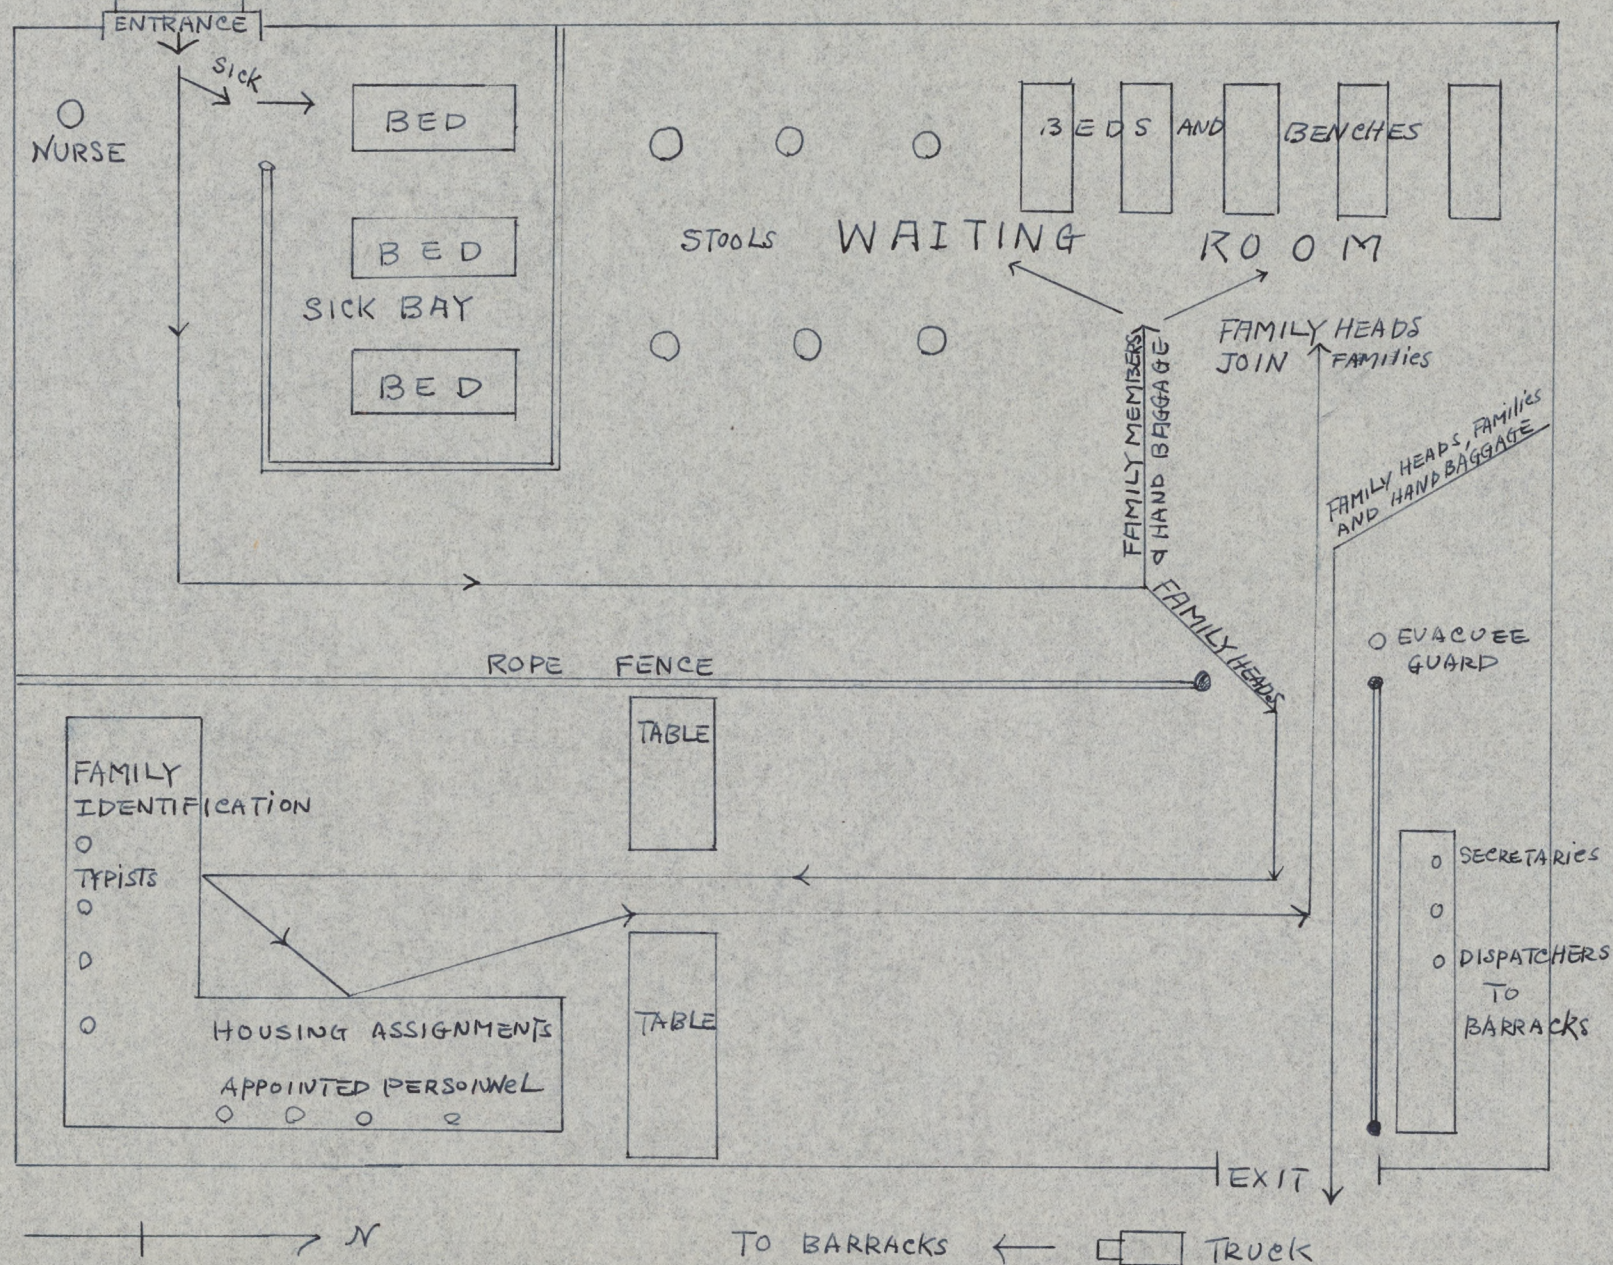 ENTRANCE
SICK
NURSE
BED
BED
SICK BAY
BED
BEDS AND BENCHES
STOOLS WAITING ROOM
FAMILY MEMBERS
& HAND BAGGAGE
FAMILY HEADS
JOIN FAMILIES
FAMILY HEADS, FAMILIES
AND HANDBAGGAGE
FAMILY HEADS
EVACUEE
GUARD
ROPE FENCE
TABLE
FAMILY
IDENTIFICATION
TYPISTS
SECRETARIES
DISPATCHERS
TO
BARRACKS
HOUSING ASSIGNMENTS
APPOINTED PERSONNEL
TABLE
EXIT
N
TO BARRACKS
TRUCK